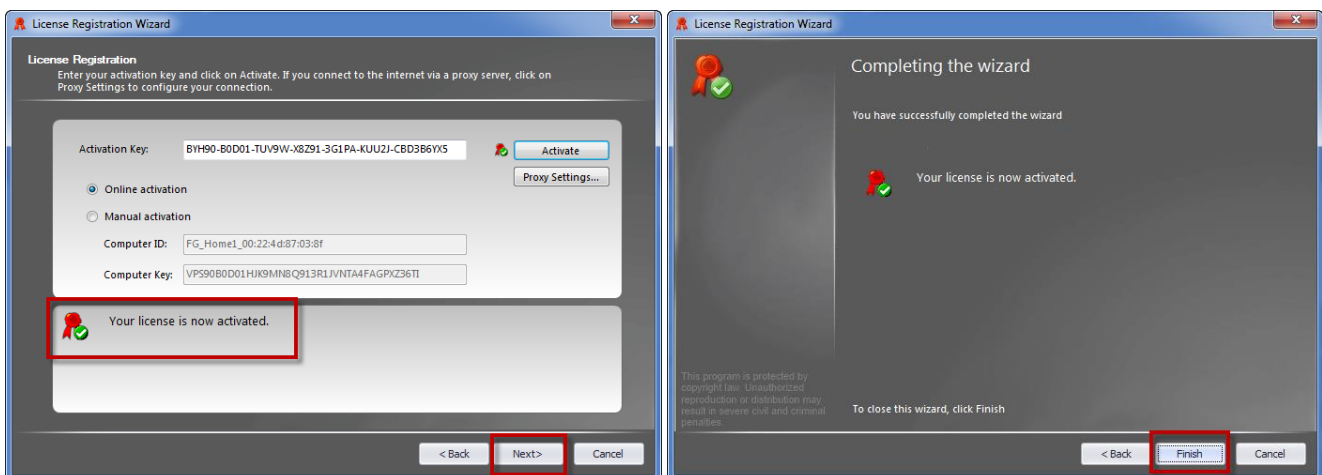 License Registration Wizard
License Registration
Enter your activation key and click on Activate. If you connect to the internet via a proxy server, click on
Proxy Settings to configure your connection.
Activation Key:
BYH90-B0D01-TUV9W-X8Z91-3G1PA-KUU2J-CBD3B6YX5
Activate
Proxy Settings...
Online activation
Manual activation
Computer ID:
FG_Home1_00:22:4d:87:03:8f
Computer Key:
VPS90B0D01HJK9MN8Q913R1JVNTA4FAGPXZ36TI
Your license is now activated.
< Back
Next>
Cancel
License Registration Wizard
Completing the wizard
You have successfully completed the wizard
Your license is now activated.
This program is protected by
copyright law. Unauthorized
reproduction or distribution may
result in severe civil and criminal
penalties.
To close this wizard, click Finish
< Back
Finish
Cancel